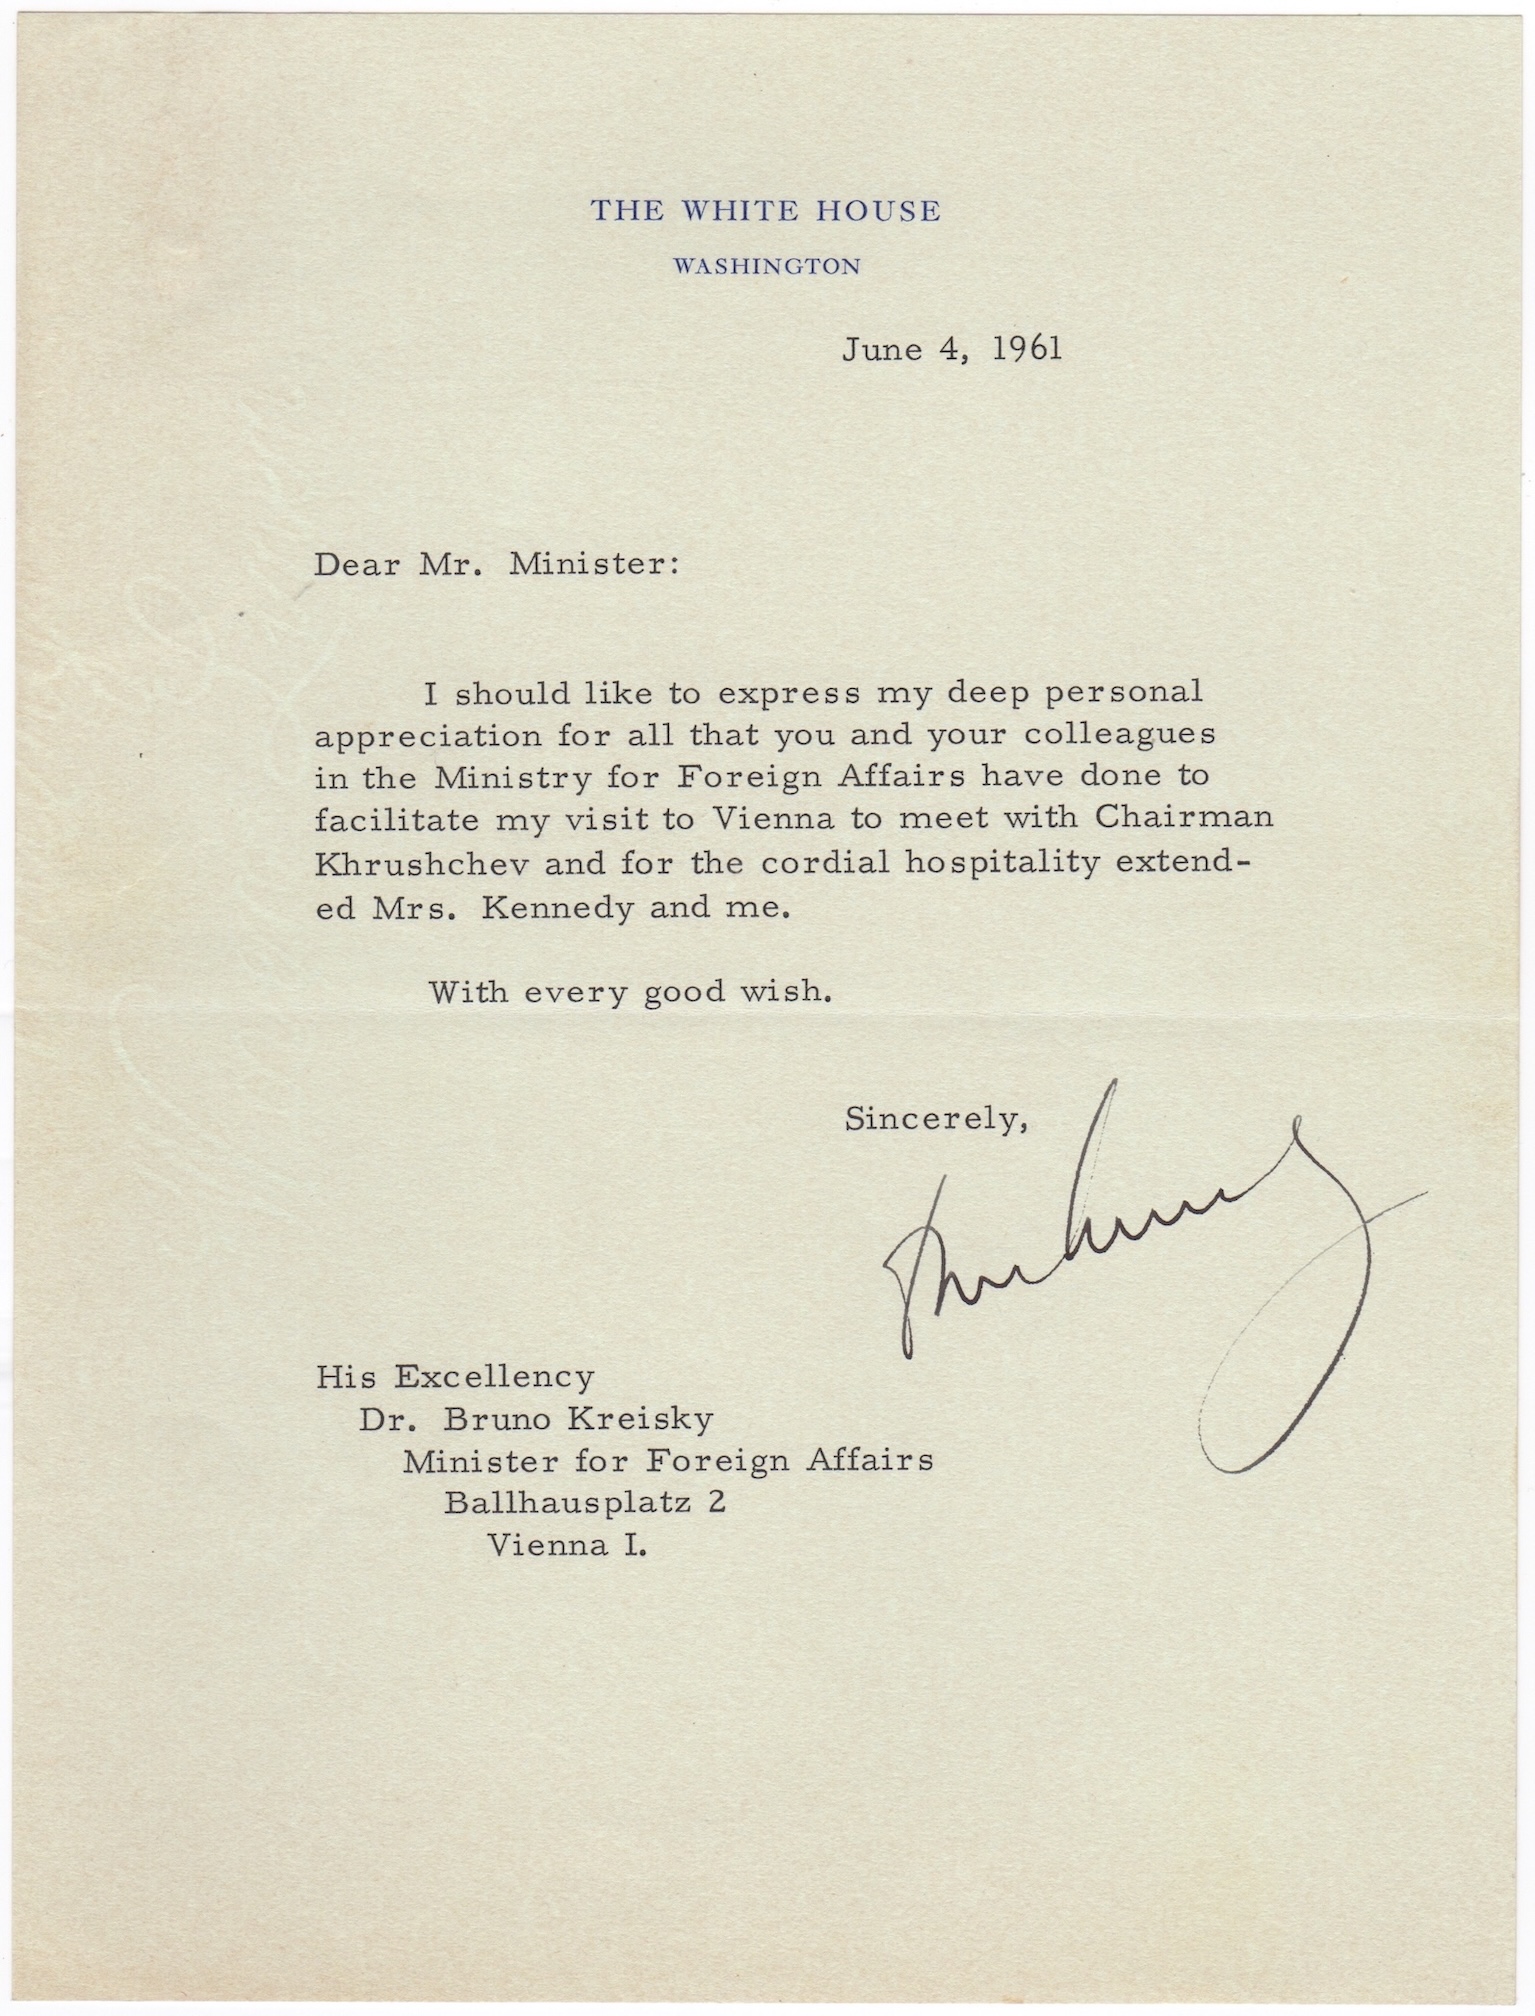 THE WHITE HOUSE
WASHINGTON
June 4, 1961
Dear Mr. Minister:
I should like to express my deep personal
appreciation for all that you and your colleagues
in the Ministry for Foreign Affairs have done to
facilitate my visit to Vienna to meet with Chairman
Khrushchev and for the cordial hospitality extend-
ed Mrs. Kennedy and me.
With every good wish.
Sincerely,
His Excellency
Dr. Bruno Kreisky
Minister for Foreign Affairs
Ballhausplatz 2
Vienna I.